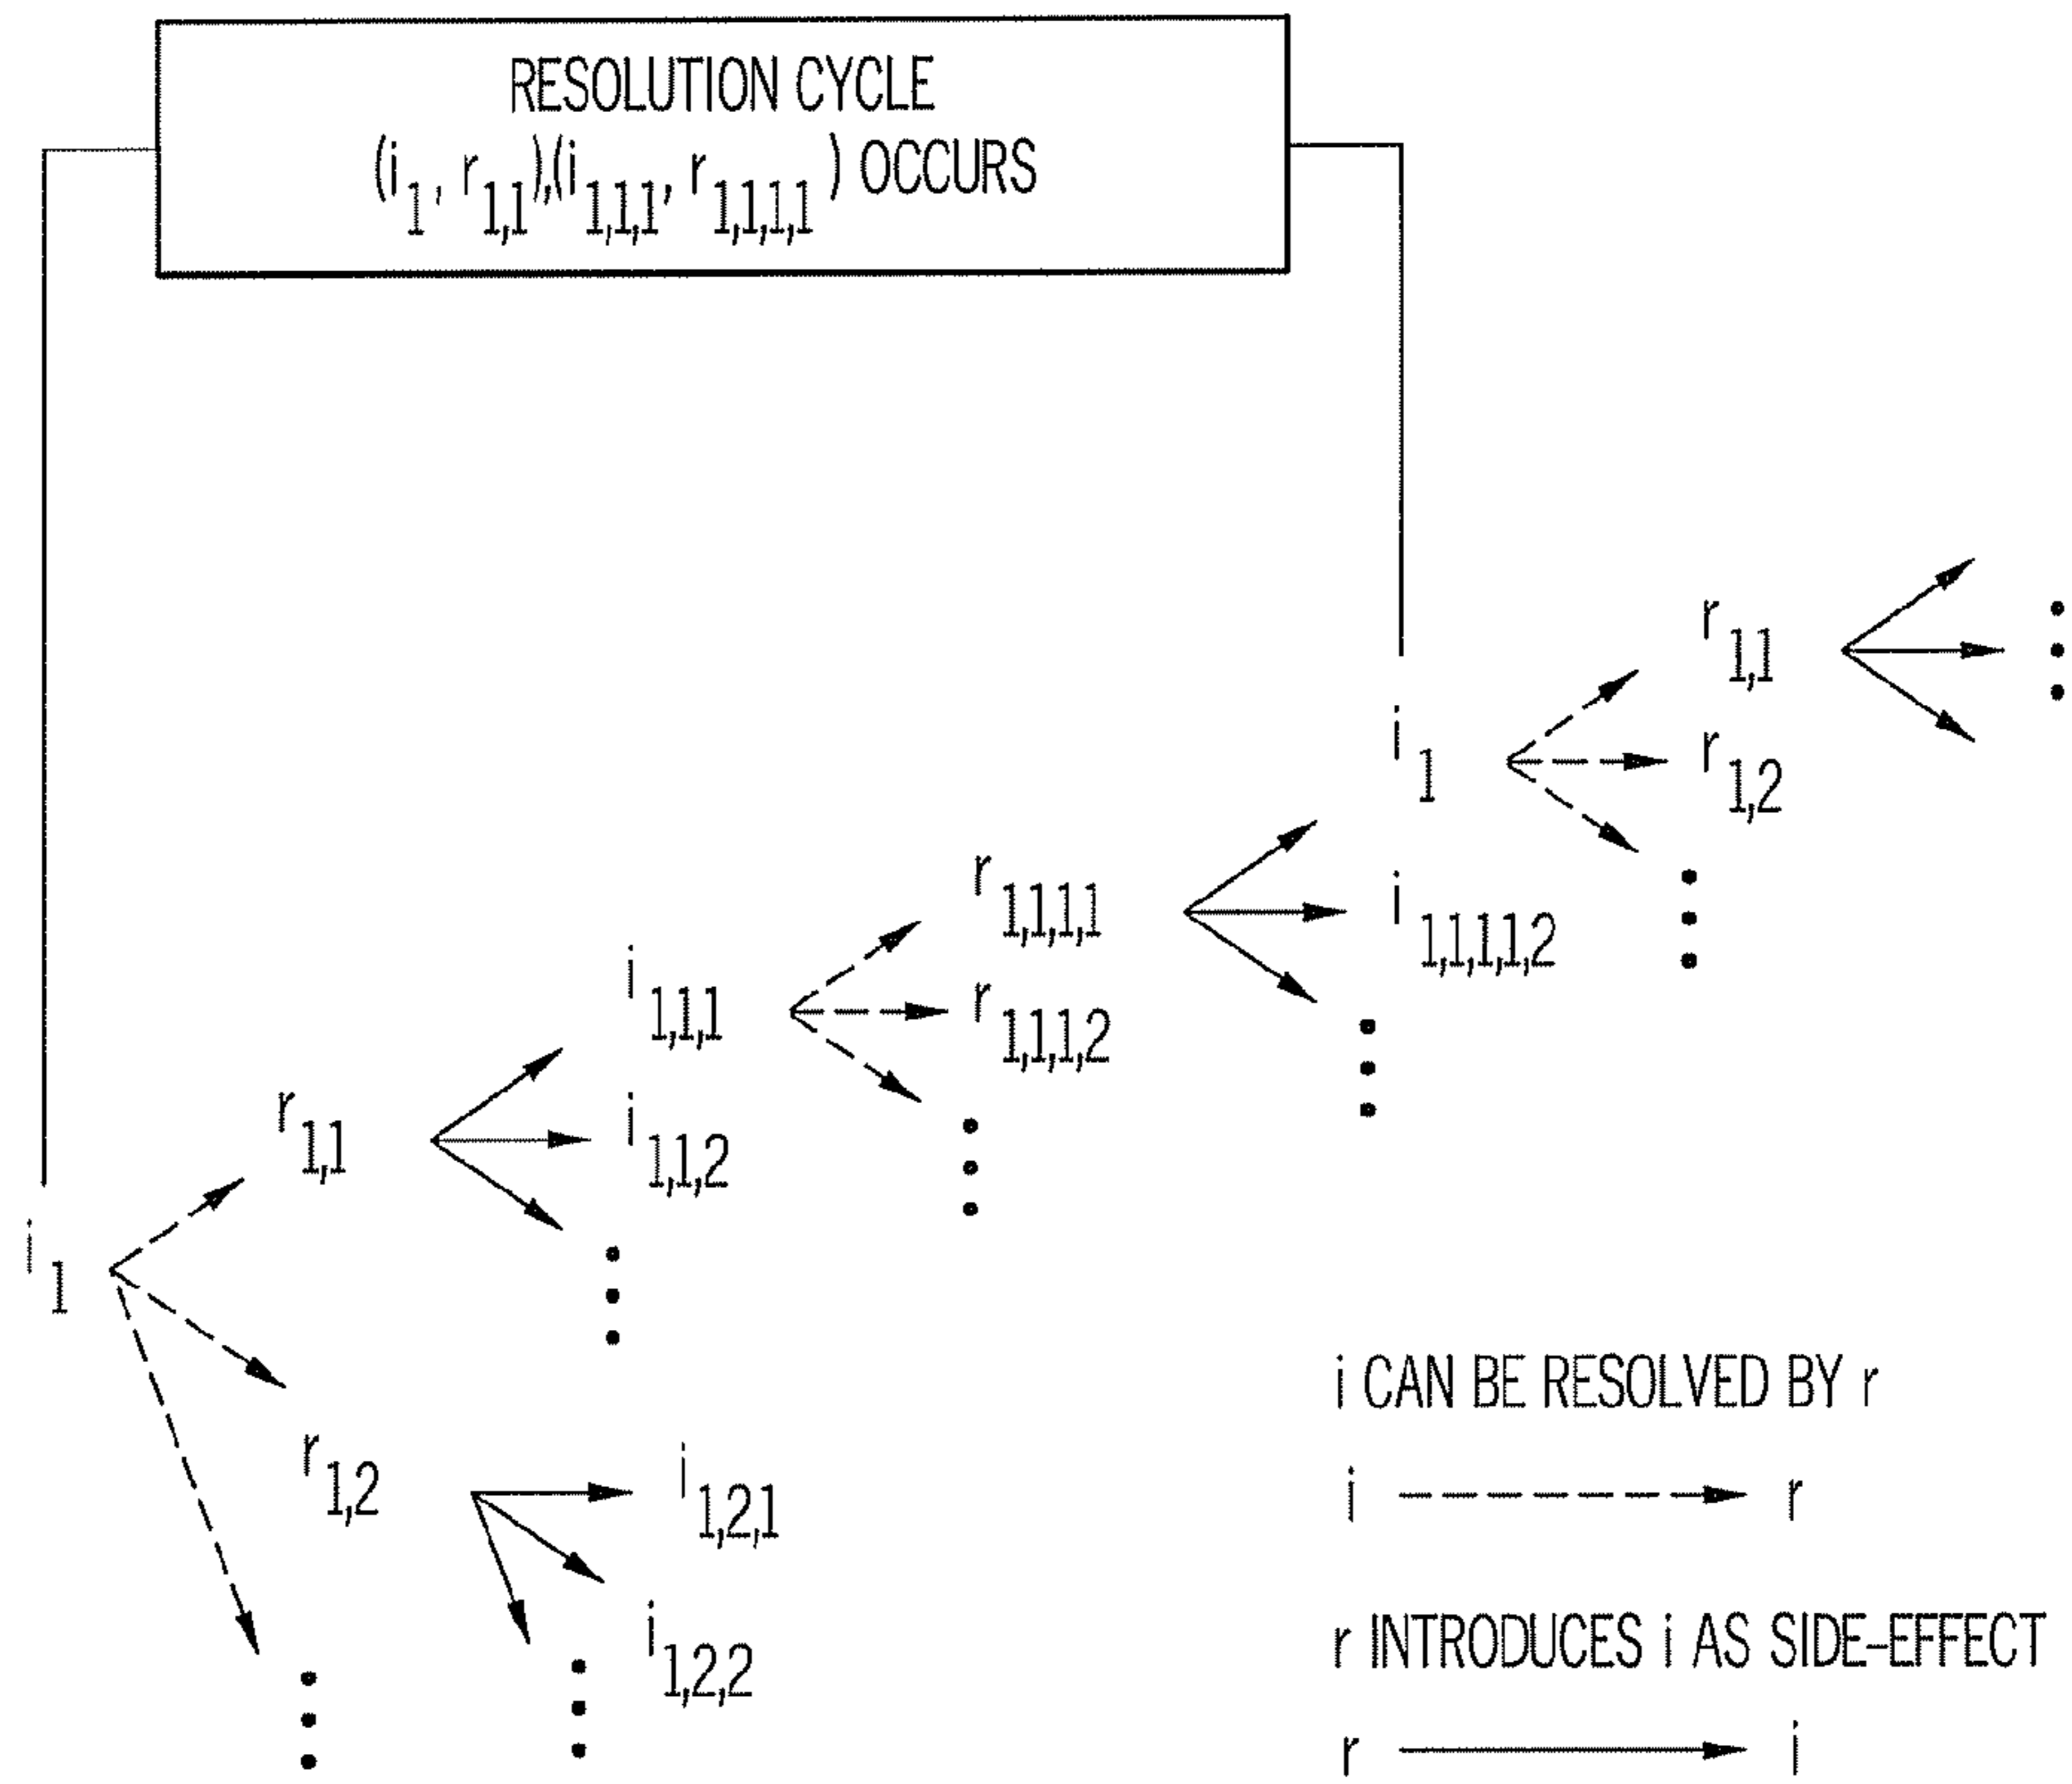 RESOLUTION CYCLE
(i1, r1,1),(i1,1,1, r1,1,1,1) OCCURS
r1,1
i1
r1,2
r1,1,1,1
i1,1,1,1,2
i1,1,1
r1,1,1,2
r1,1
i1,1,2
i1
r1,2
i1,2,1
i1,2,2
i CAN BE RESOLVED BY r
i r
r INTRODUCES i AS SIDE-EFFECT
r i